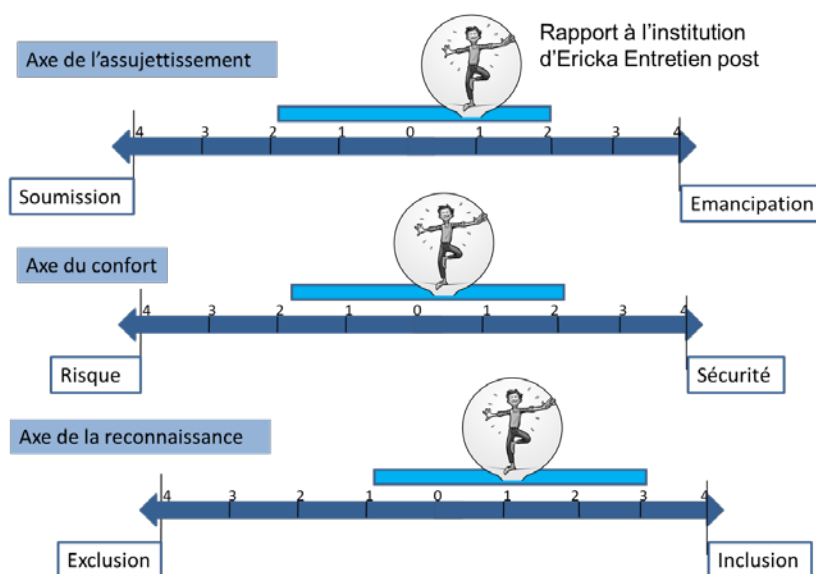 Rapport à l’institution
d’Ericka Entretien post
Axe de l’assujettissement
4 3 2 1 0 1 2 3 4
Soumission
Emancipation
Axe du confort
4 3 2 1 0 1 2 3 4
Risque
Sécurité
Axe de la reconnaissance
4 3 2 1 0 1 2 3 4
Exclusion
Inclusion